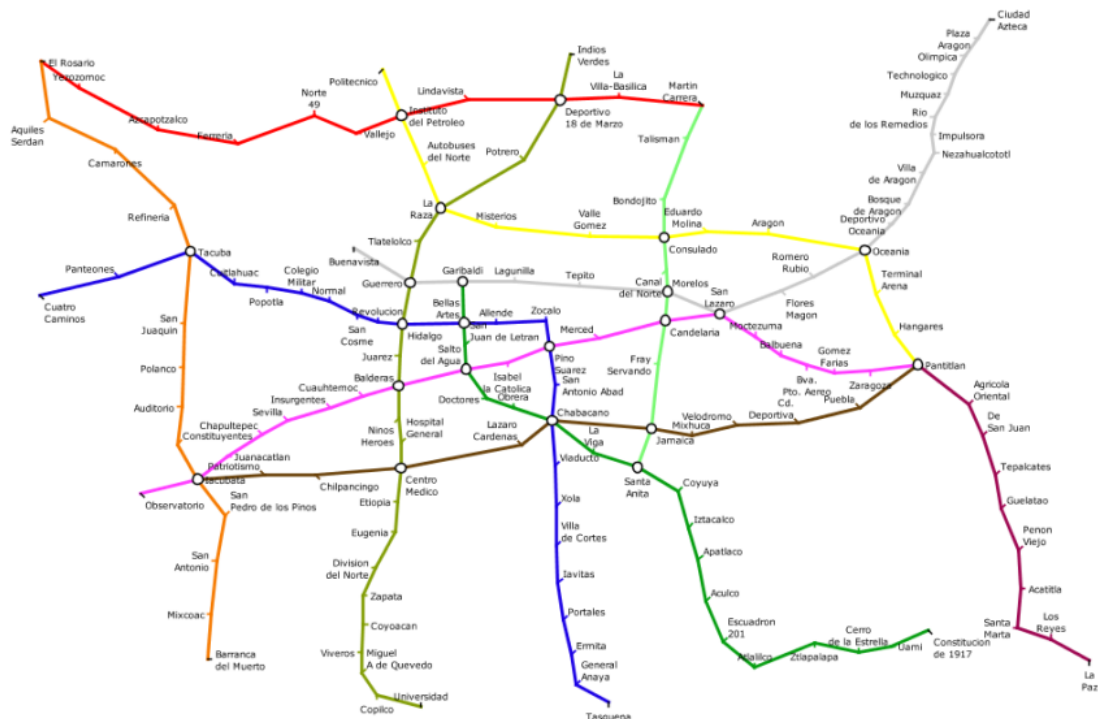 Ciudad
Azteca
Plaza
Aragon
Olimpica
Technologico
Muzquaz
Rio
de los Remedios
Impulsora
Nezahualcototl
Villa
de Aragon
Bosque
de Aragon
Deportivo
Oceania
Oceania
Romero
Rubio
Flores
Magon
San
Lazaro
Morelos
Tepito
Lagunilla
Garibaldi
Guerrero
Buenavista
El Rosario
Yerozomoc
Azcapotzalco
Ferreria
Norte
49
Vallejo
Instituto
del Petroleo
Lindavista
Deportivo
18 de Marzo
La
Villa-Basilica
Martin
Carrera
Politecnico
Autobuses
del Norte
La
Raza
Misterios
Valle
Gomez
Consulado
Eduardo
Molina
Aragon
Terminal
Arena
Hangares
Pantitlan
Indios
Verdes
Potrero
Tlatelolco
Hidalgo
Juarez
Balderas
Ninos
Heroes
Hospital
General
Centro
Medico
Etiopia
Eugenia
Division
del Norte
Zapata
Coyoacan
Viveros
Miguel
A de Quevedo
Copilco
Universidad
Talisman
Bondojito
Canal
del Norte
Candelaria
Fray
Servando
Jamaica
Santa
Anita
Aquiles
Serdan
Camarones
Refineria
Tacuba
San
Juaquin
Polanco
Auditorio
Constituyentes
Tacubata
San
Pedro de los Pinos
San
Antonio
Mixcoac
Barranca
del Muerto
Cuatro
Caminos
Panteones
Cuitlahuac
Popotla
Colegio
Militar
Normal
San
Cosme
Revolucion
Bellas
Artes
Allende
Zocalo
Pino
Suarez
San
Antonio Abad
Chabacano
Viaducto
Xola
Villa
de Cortes
Iavitas
Portales
Ermita
General
Anaya
Tasquena
San
Juan de Letran
Salto
del Agua
Doctores
Obrera
La
Viga
Coyuya
Iztacalco
Apatlaco
Aculco
Escuadron
201
Atlalilco
Ztlapalapa
Cerro
de la Estrella
Uami
Constitucion
de 1917
Observatorio
Juanacatlan
Chapultepec
Sevilla
Insurgentes
Cuauhtemoc
Isabel
la Catolica
Merced
Moctezuma
Balbuena
Bva.
Pto. Aereo
Gomez
Farias
Zaragoza
Patriotismo
Chilpancingo
Lazaro
Cardenas
Mixhuca
Velodromo
Cd.
Deportiva
Puebla
Agricola
Oriental
De
San Juan
Tepalcates
Guelatao
Penon
Viejo
Acatitla
Santa
Marta
Los
Reyes
La
Paz